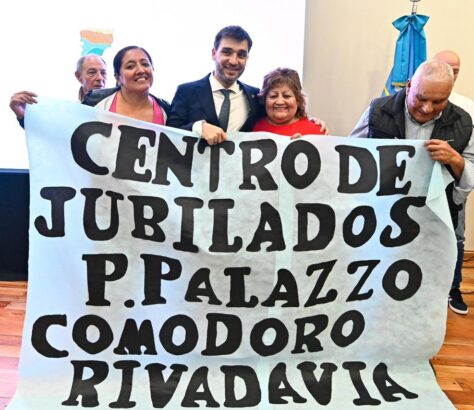 CENTRO DE
JUBILADOS
P. PALAZZO
COMODORO
RIVADAVIA